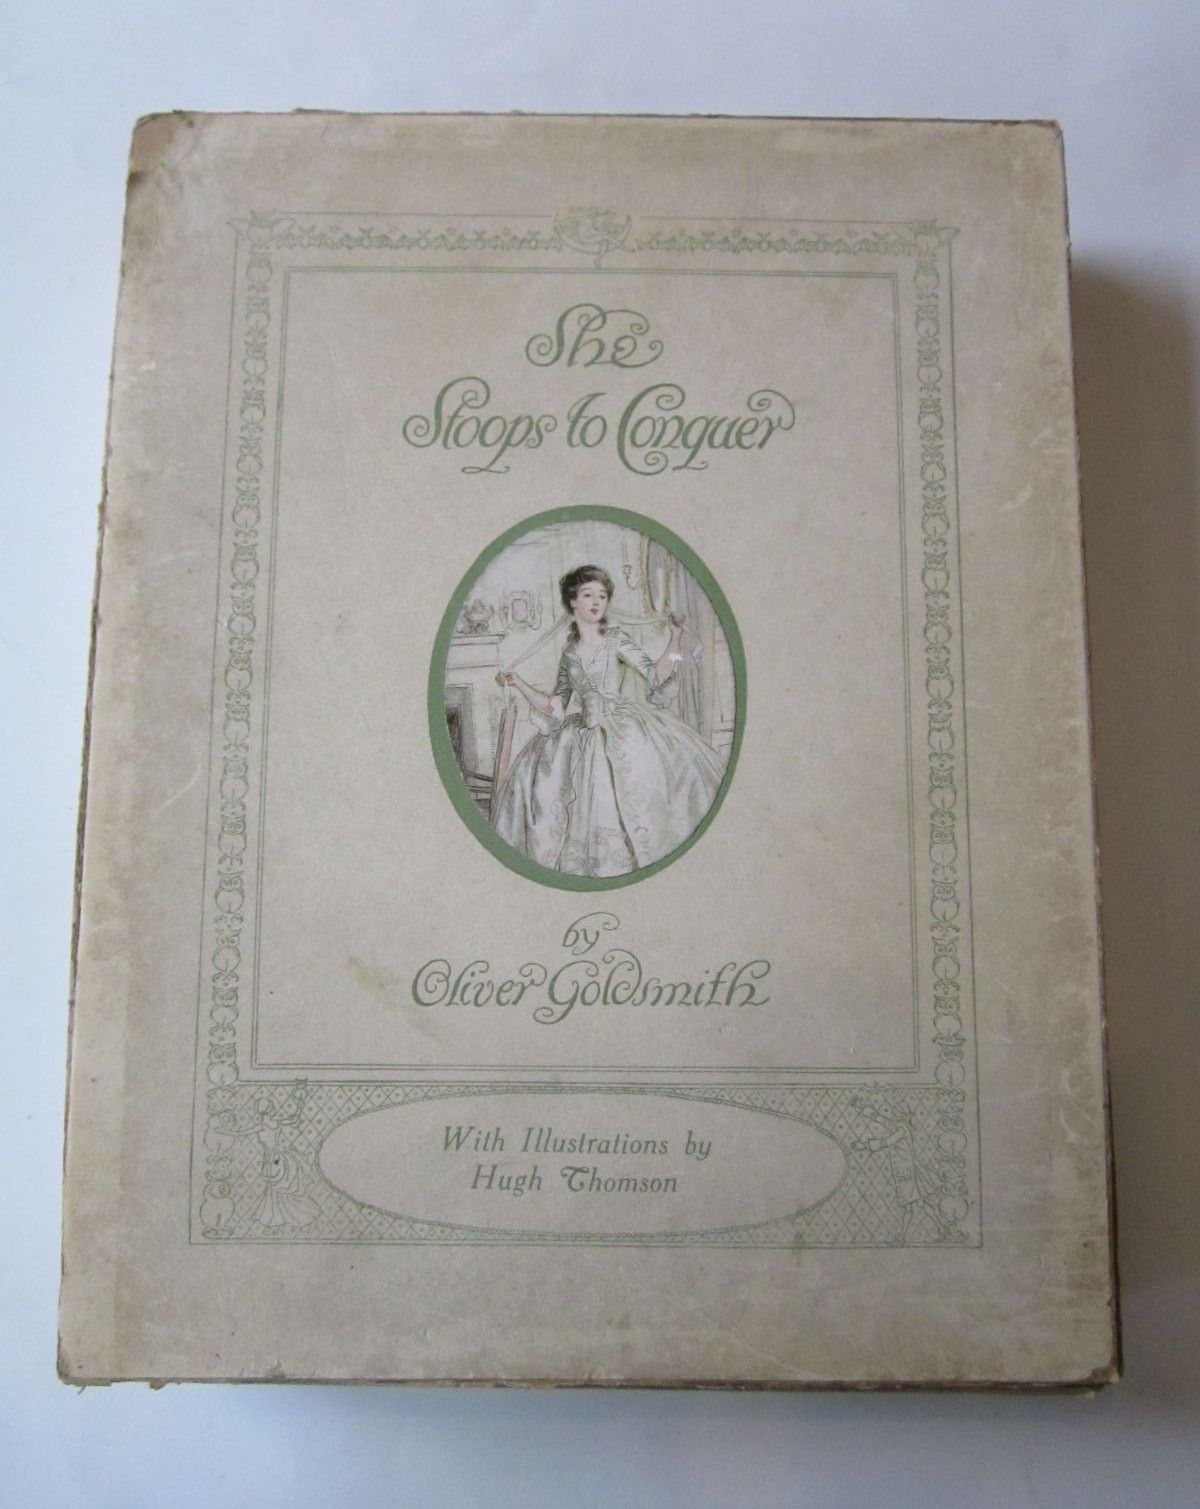 She
Stoops to Conquer
by
Oliver Goldsmith
With Illustrations by
Hugh Thomson